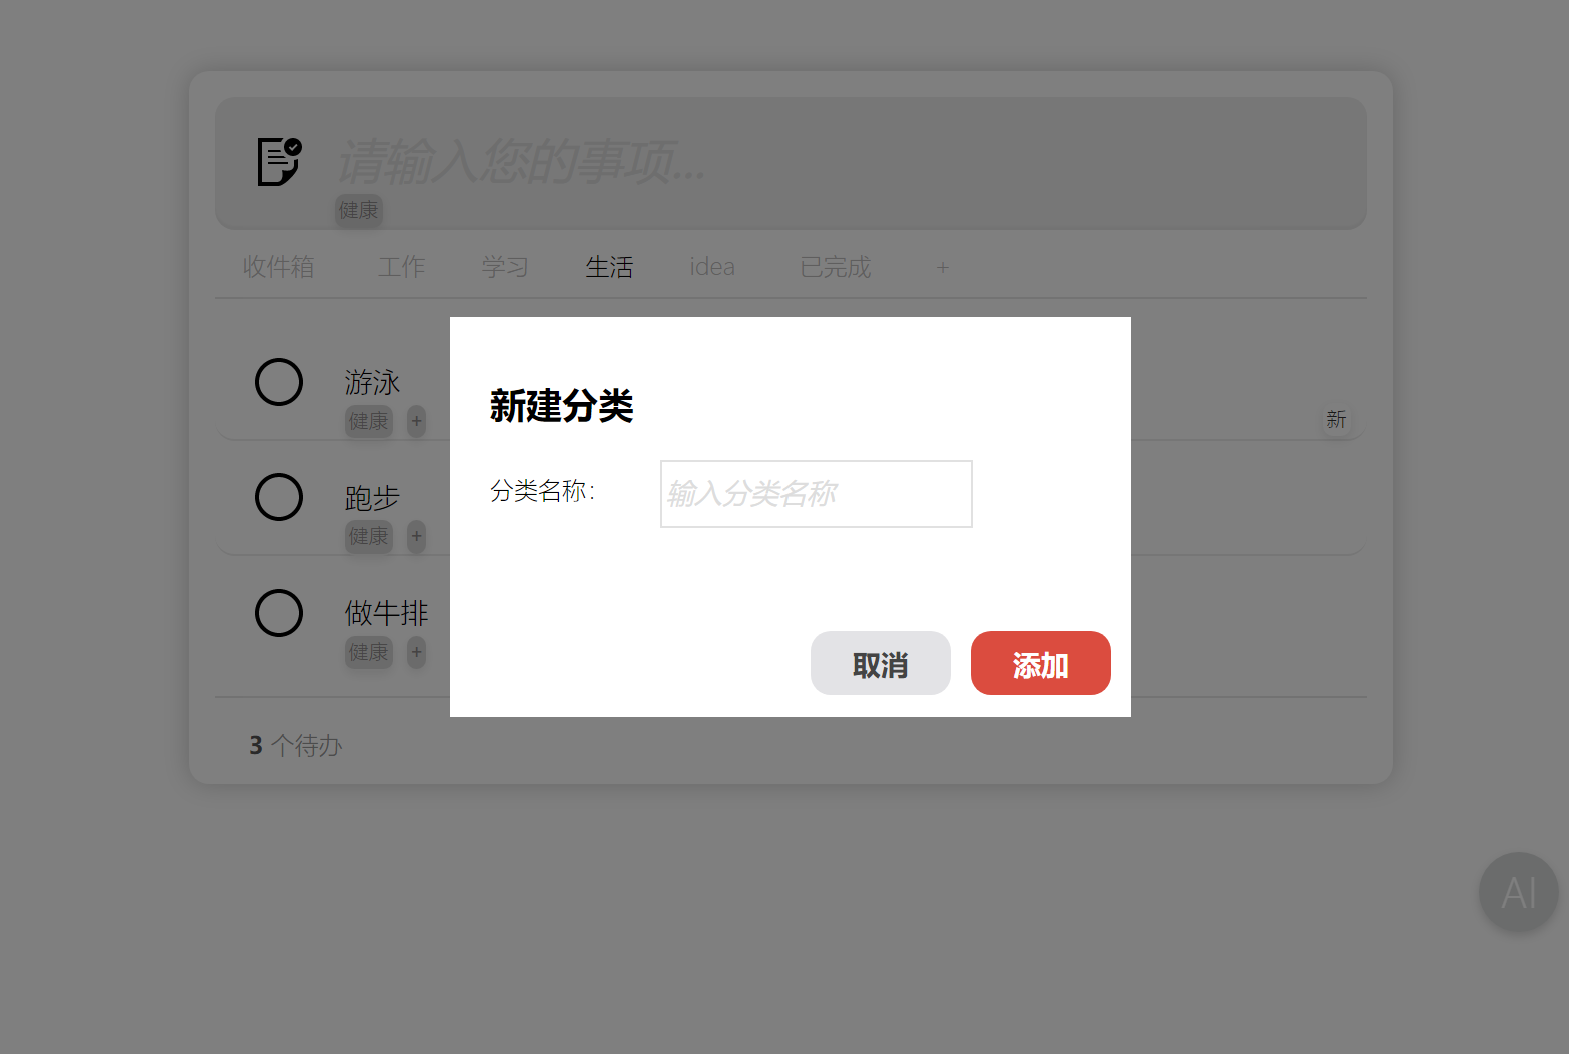 请输入您的事项...
健康
收件箱 工作 学习 生活 idea 已完成 +
新建分类
分类名称：
输入分类名称
取消 添加
游泳
健康 +
新
跑步
健康 +
做牛排
健康 +
3 个待办
AI